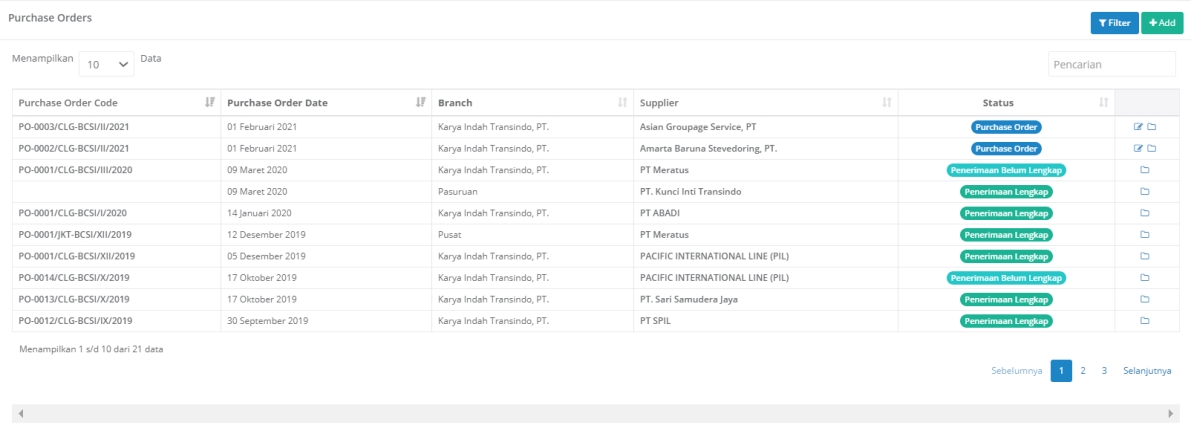 Purchase Orders
Filter
Add
Menampilkan 10 Data
Pencarian
Purchase Order Code Purchase Order Date Branch Supplier Status
PO-0003/CLG-BCSI/II/2021 01 Februari 2021 Karya Indah Transindo, PT. Asian Groupage Service, PT Purchase Order
PO-0002/CLG-BCSI/II/2021 01 Februari 2021 Karya Indah Transindo, PT. Amarta Baruna Stevedoring, PT. Purchase Order
PO-0001/CLG-BCSI/III/2020 09 Maret 2020 Karya Indah Transindo, PT. PT Meratus Penerimaan Belum Lengkap
09 Maret 2020 Pasuruan PT. Kunci Inti Transindo Penerimaan Lengkap
PO-0001/CLG-BCSI/I/2020 14 Januari 2020 Karya Indah Transindo, PT. PT ABADI Penerimaan Lengkap
PO-0001/JKT-BCSI/XII/2019 12 Desember 2019 Pusat PT Meratus Penerimaan Lengkap
PO-0001/CLG-BCSI/XII/2019 05 Desember 2019 Karya Indah Transindo, PT. PACIFIC INTERNATIONAL LINE (PIL) Penerimaan Lengkap
PO-0014/CLG-BCSI/X/2019 17 Oktober 2019 Karya Indah Transindo, PT. PACIFIC INTERNATIONAL LINE (PIL) Penerimaan Belum Lengkap
PO-0013/CLG-BCSI/X/2019 17 Oktober 2019 Karya Indah Transindo, PT. PT. Sari Samudera Jaya Penerimaan Lengkap
PO-0012/CLG-BCSI/IX/2019 30 September 2019 Karya Indah Transindo, PT. PT SPIL Penerimaan Lengkap
Menampilkan 1 s/d 10 dari 21 data
Sebelumnya 1 2 3 Selanjutnya